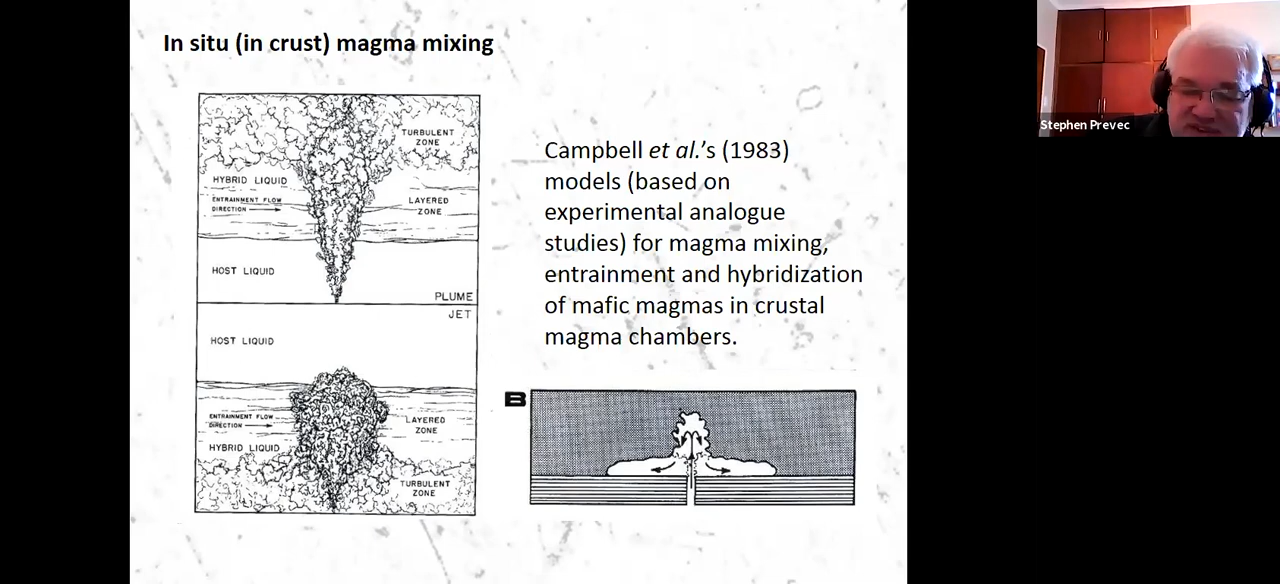 In situ (in crust) magma mixing
TURBULENT
ZONE
HYBRID LIQUID
ENTRAINMENT FLOW
DIRECTION
LAYERED
ZONE
HOST LIQUID
PLUME
JET
HOST LIQUID
ENTRAINMENT FLOW
DIRECTION
LAYERED
ZONE
HYBRID LIQUID
TURBULENT
ZONE
Campbell et al.'s (1983)
models (based on
experimental analogue
studies) for magma mixing,
entrainment and hybridization
of mafic magmas in crustal
magma chambers.
B
Stephen Prevec